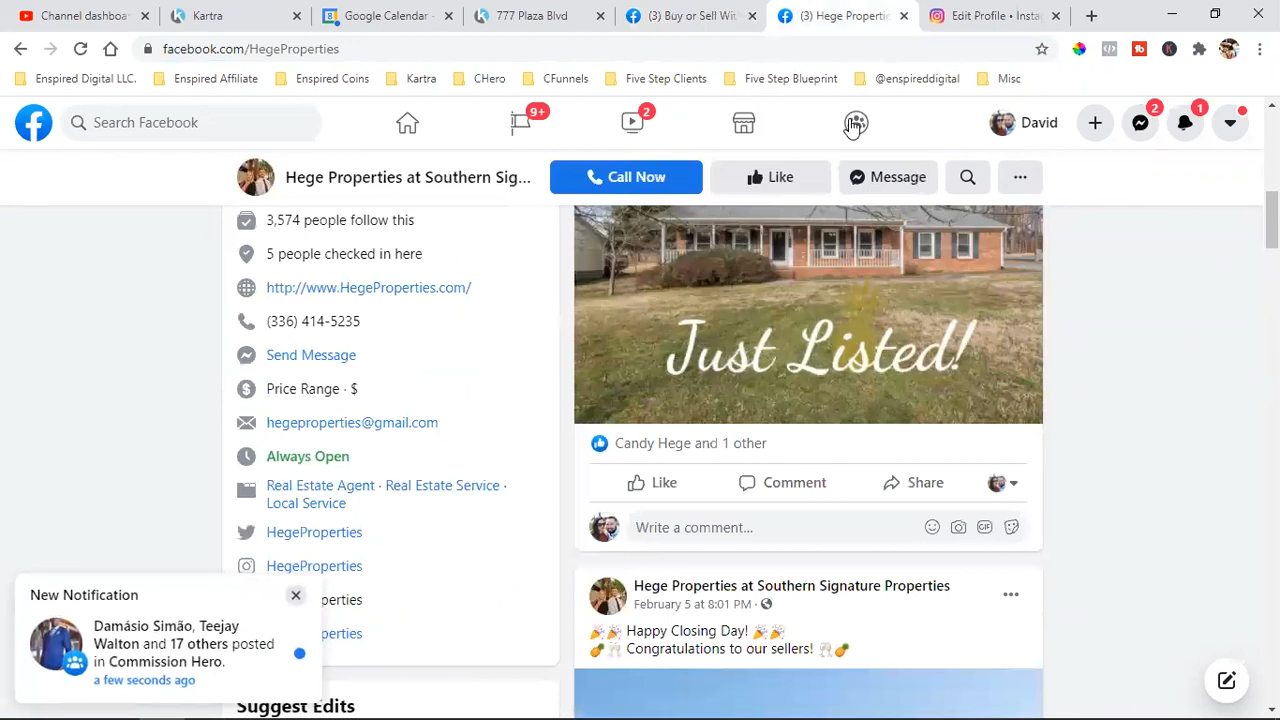 Channel dashboa
Kartra
Google Calendar -
777 Plaza Blvd
(3) Buy or Sell Wit
(3) Hege Propertie
Edit Profile • Insta
facebook.com/HegeProperties
Enspired Digital LLC.
Enspired Affiliate
Enspired Coins
Kartra
CHero
CFunnels
Five Step Clients
Five Step Blueprint
@enspireddigital
Misc
Search Facebook
9+
2
David
2
1
Hege Properties at Southern Sig...
Call Now
Like
Message
3,574 people follow this
5 people checked in here
http://www.HegeProperties.com/
(336) 414-5235
Send Message
Price Range · $
hegeproperties@gmail.com
Always Open
Real Estate Agent · Real Estate Service ·
Local Service
HegeProperties
HegeProperties
perties
perties
Suggest Edits
Just Listed!
Candy Hege and 1 other
Like
Comment
Share
Write a comment...
GIF
Hege Properties at Southern Signature Properties
February 5 at 8:01 PM ·
🎉🎉 Happy Closing Day! 🎉🎉
🍍🥂 Congratulations to our sellers! 🥂🍍
New Notification
Damásio Simão, Teejay
Walton and 17 others posted
in Commission Hero.
a few seconds ago